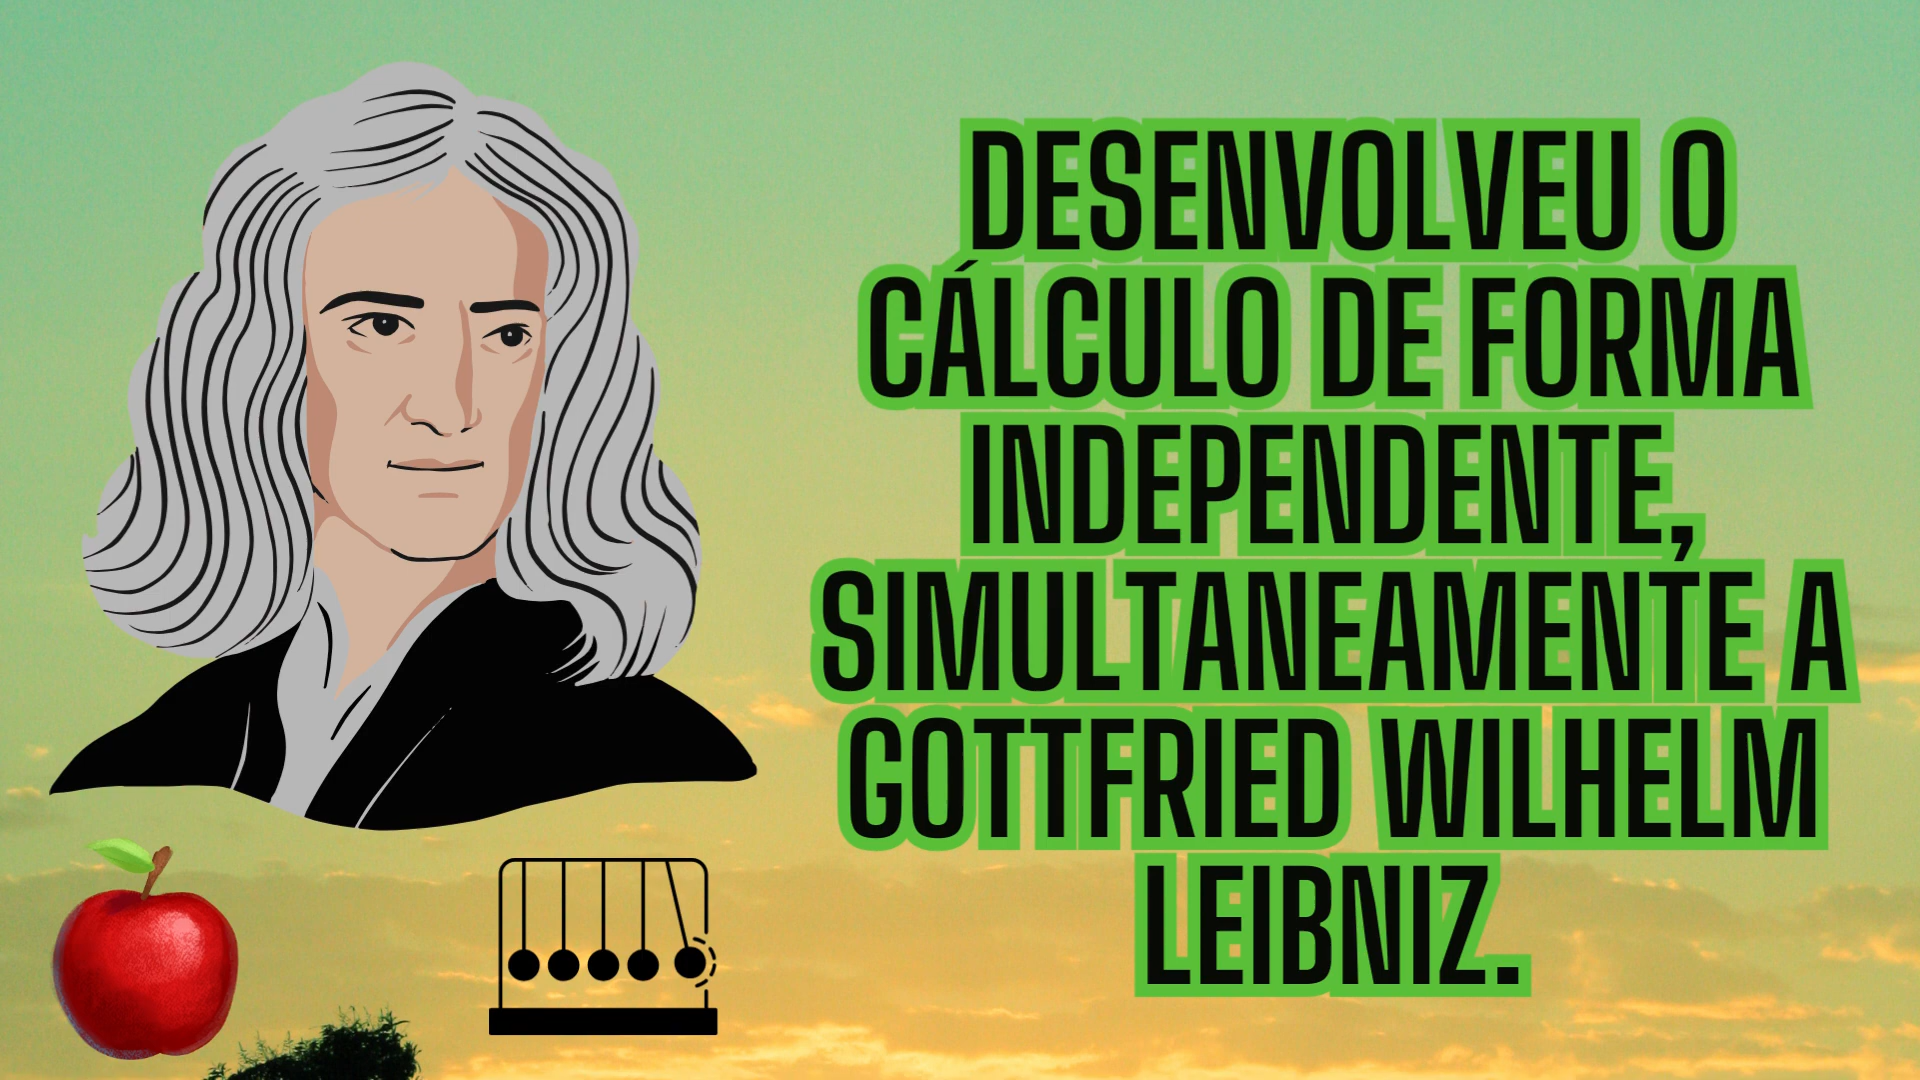 DESENVOLVEU O
CÁLCULO DE FORMA
INDEPENDENTE,
SIMULTANEAMENTE A
GOTTFRIED WILHELM
LEIBNIZ.